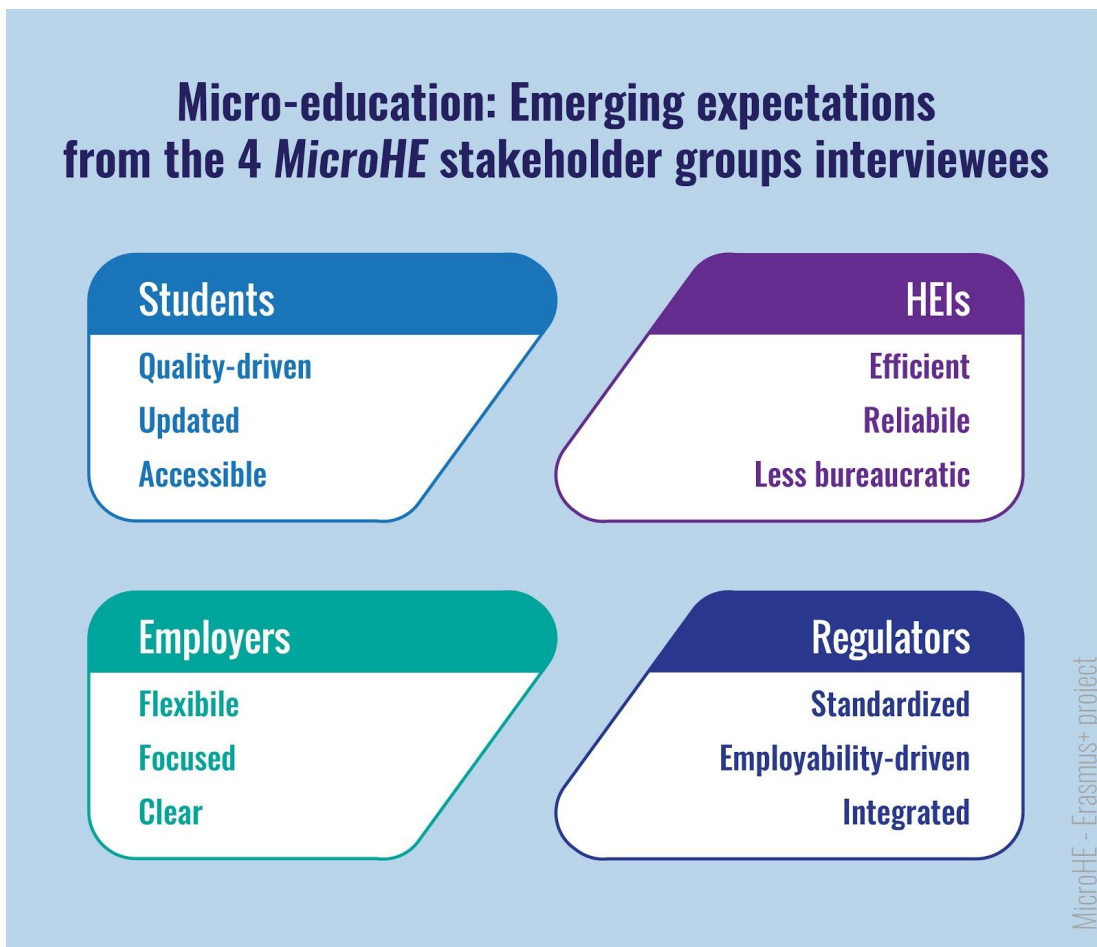 Micro-education: Emerging expectations
from the 4 MicroHE stakeholder groups interviewees
Students
Quality-driven
Updated
Accessible
HEIs
Efficient
Reliabile
Less bureaucratic
Employers
Flexibile
Focused
Clear
Regulators
Standardized
Employability-driven
Integrated
MicroHE - Erasmus+ project